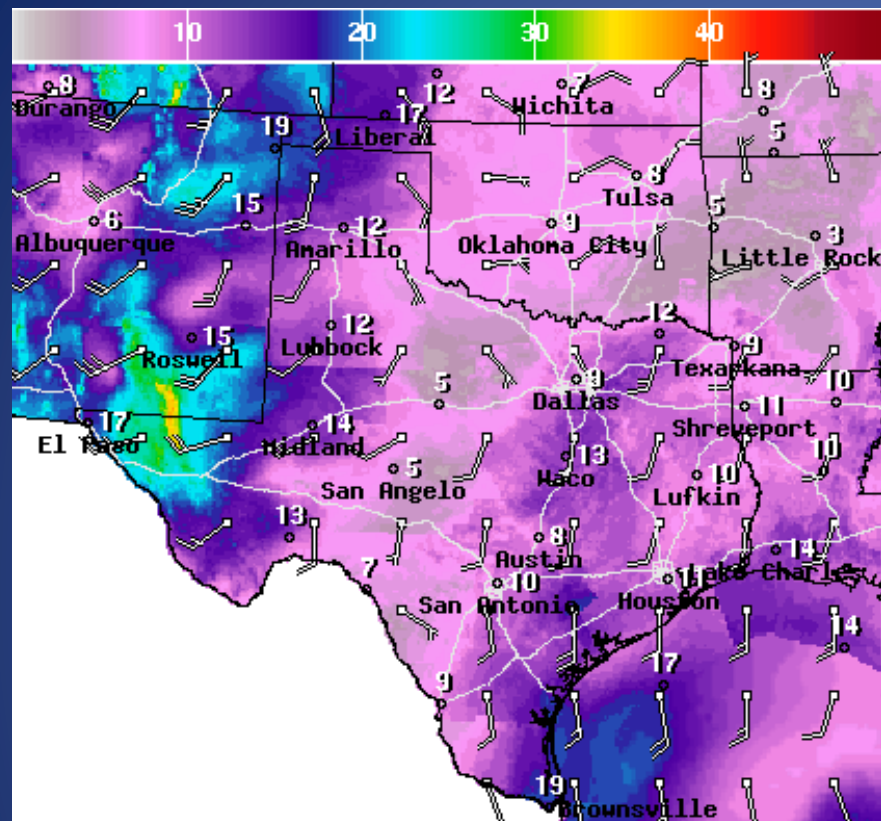 10 20 30 40
8 12 7 8
Durango Wichita
17
Liberal
19 5
8
Tulsa
6 15 12 9 5 3
Albuquerque Amarillo Oklahoma City Little Rock
15 12 12
Roswell Lubbock 9
Texarkana
5 9 10
Dallas 11
17 14 Shreveport
El Paso Midland
13 10
5 Waco 10
San Angelo Lufkin
13 8 14
Austin Lake Charles
7 10 11
San Antonio Houston
14
17
9
19
Brownsville